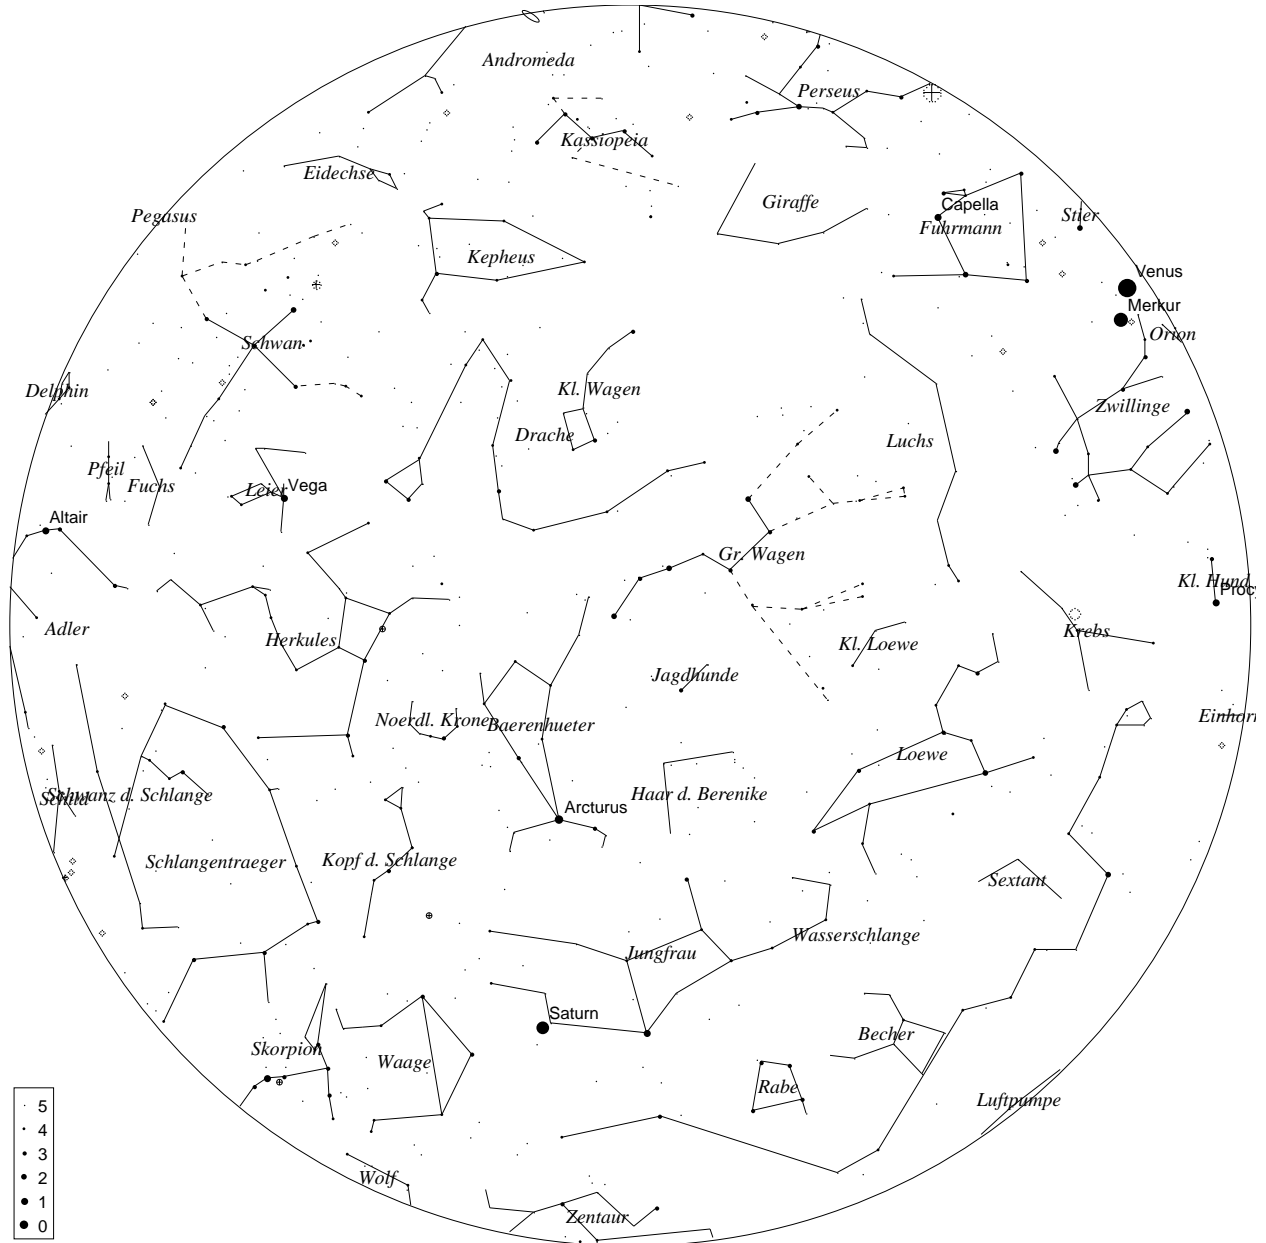 Andromeda
Perseus
Kassiopeia
Eidechse
Giraffe
Capella
Pegasus
Stier
Fuhrmann
Kepheus
Venus
Merkur
Orion
Schwan
Delphin
Kl. Wagen
Zwillinge
Drache
Luchs
Pfeil
Fuchs
Leier
Vega
Altair
Gr. Wagen
Kl. Hund
Procy
Adler
Herkules
Krebs
Kl. Loewe
Jagdhunde
Noerdl. Krone
Baerenhueter
Einhorn
Loewe
Schild
Schwanz d. Schlange
Haar d. Berenike
Arcturus
Schlangentraeger
Kopf d. Schlange
Sextant
Wasserschlange
Jungfrau
Saturn
Becher
Skorpion
Waage
Rabe
Luftpumpe
5
4
3
2
1
0
Wolf
Zentaur